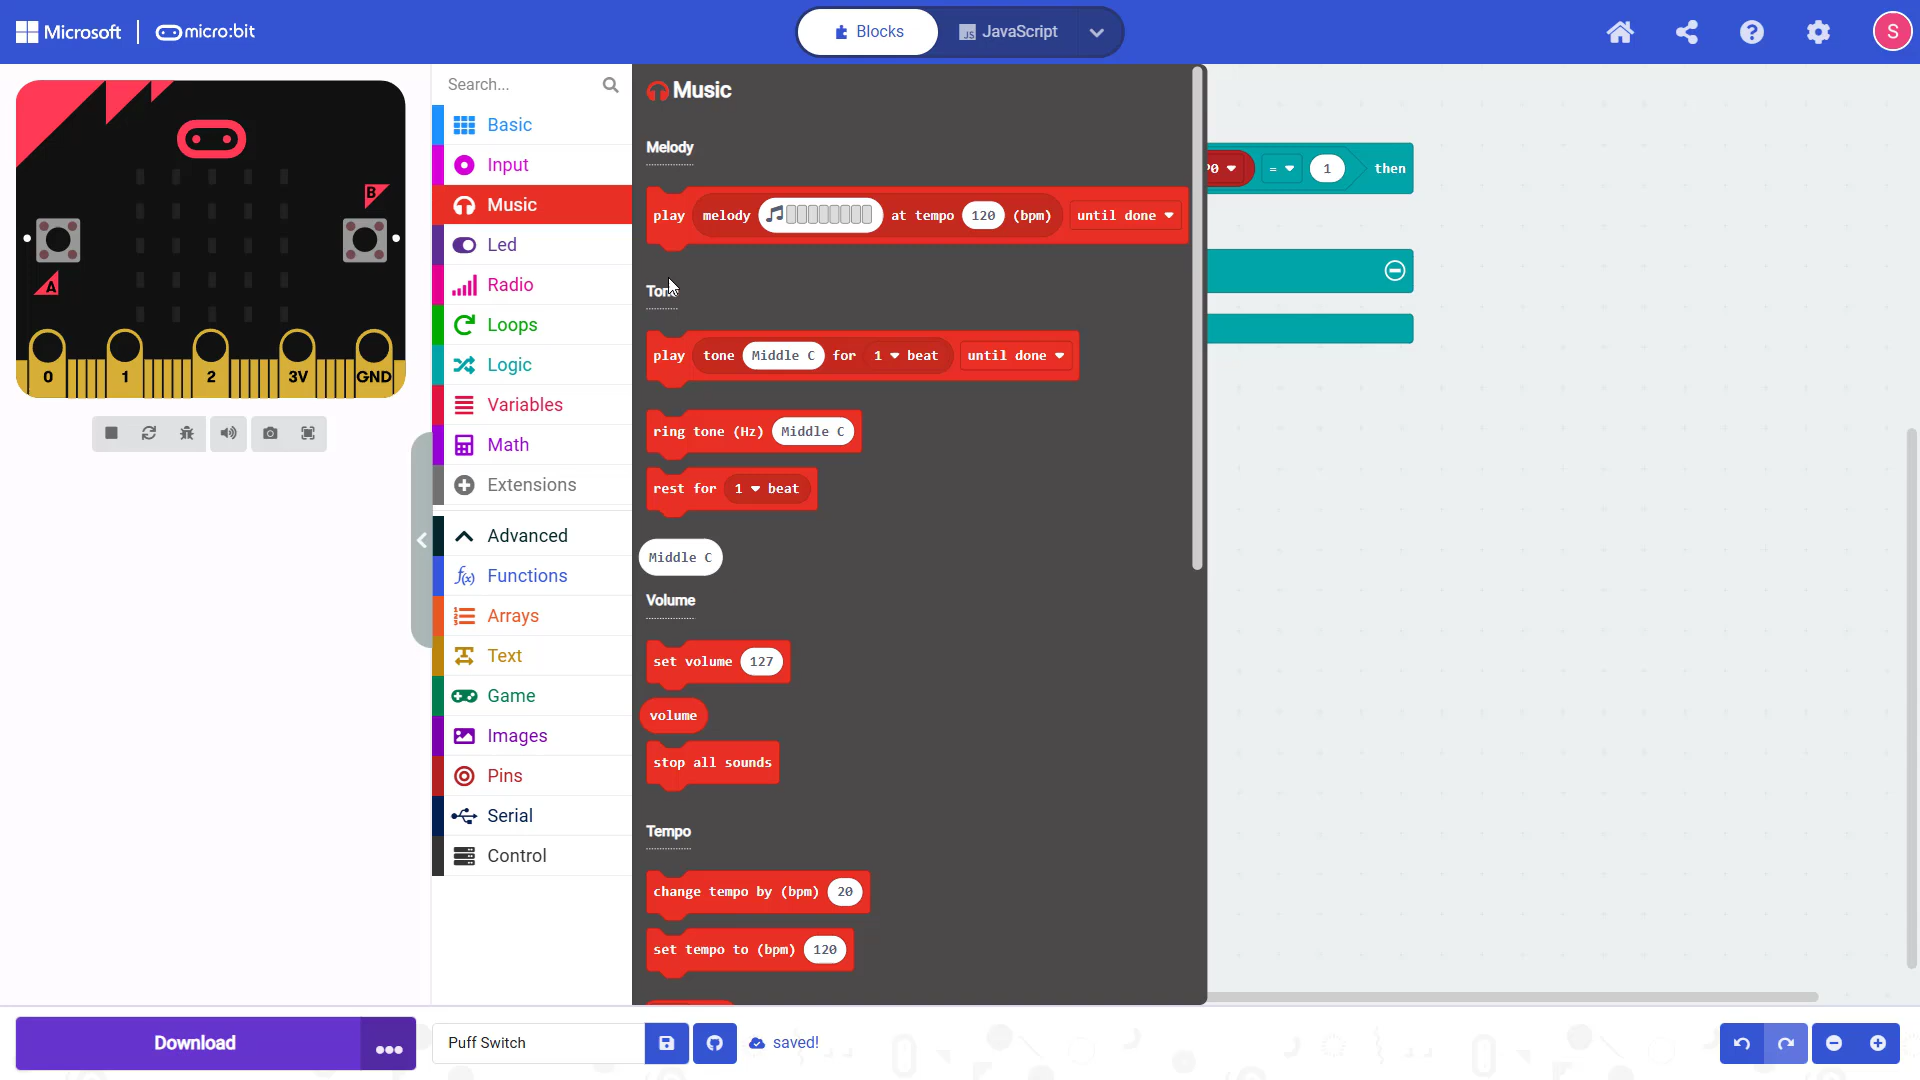 Microsoft micro:bit Blocks JS JavaScript S
Search...
Basic
Input
Music
Led
Radio
Loops
Logic
Variables
Math
Extensions
Advanced
f(x) Functions
Arrays
Text
Game
Images
Pins
Serial
Control
B
A
0 1 2 3V GND
Music
Melody
play melody at tempo 120 (bpm) until done
Tone
play tone Middle C for 1 beat until done
ring tone (Hz) Middle C
rest for 1 beat
Middle C
Volume
set volume 127
volume
stop all sounds
Tempo
change tempo by (bpm) 20
set tempo to (bpm) 120
P0 = 1 then
Download ... Puff Switch saved!